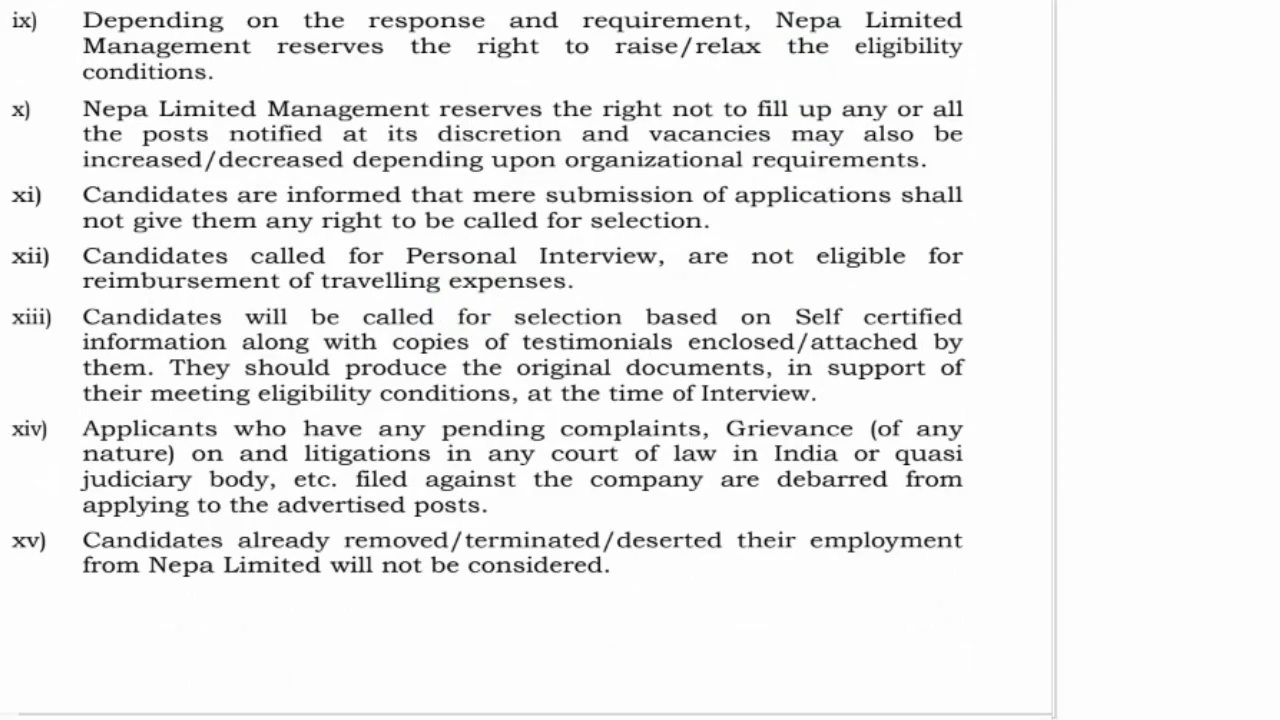 ix) Depending on the response and requirement, Nepa Limited
Management reserves the right to raise/relax the eligibility
conditions.
x) Nepa Limited Management reserves the right not to fill up any or all
the posts notified at its discretion and vacancies may also be
increased/decreased depending upon organizational requirements.
xi) Candidates are informed that mere submission of applications shall
not give them any right to be called for selection.
xii) Candidates called for Personal Interview, are not eligible for
reimbursement of travelling expenses.
xiii) Candidates will be called for selection based on Self certified
information along with copies of testimonials enclosed/attached by
them. They should produce the original documents, in support of
their meeting eligibility conditions, at the time of Interview.
xiv) Applicants who have any pending complaints, Grievance (of any
nature) on and litigations in any court of law in India or quasi
judiciary body, etc. filed against the company are debarred from
applying to the advertised posts.
xv) Candidates already removed/terminated/deserted their employment
from Nepa Limited will not be considered.